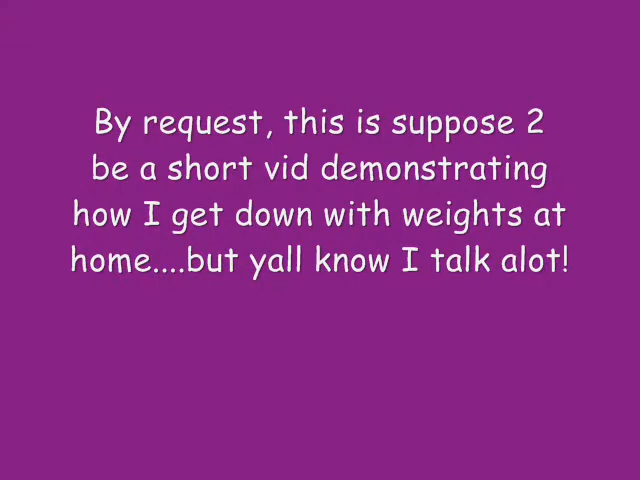 By request, this is suppose 2
be a short vid demonstrating
how I get down with weights at
home....but yall know I talk alot!